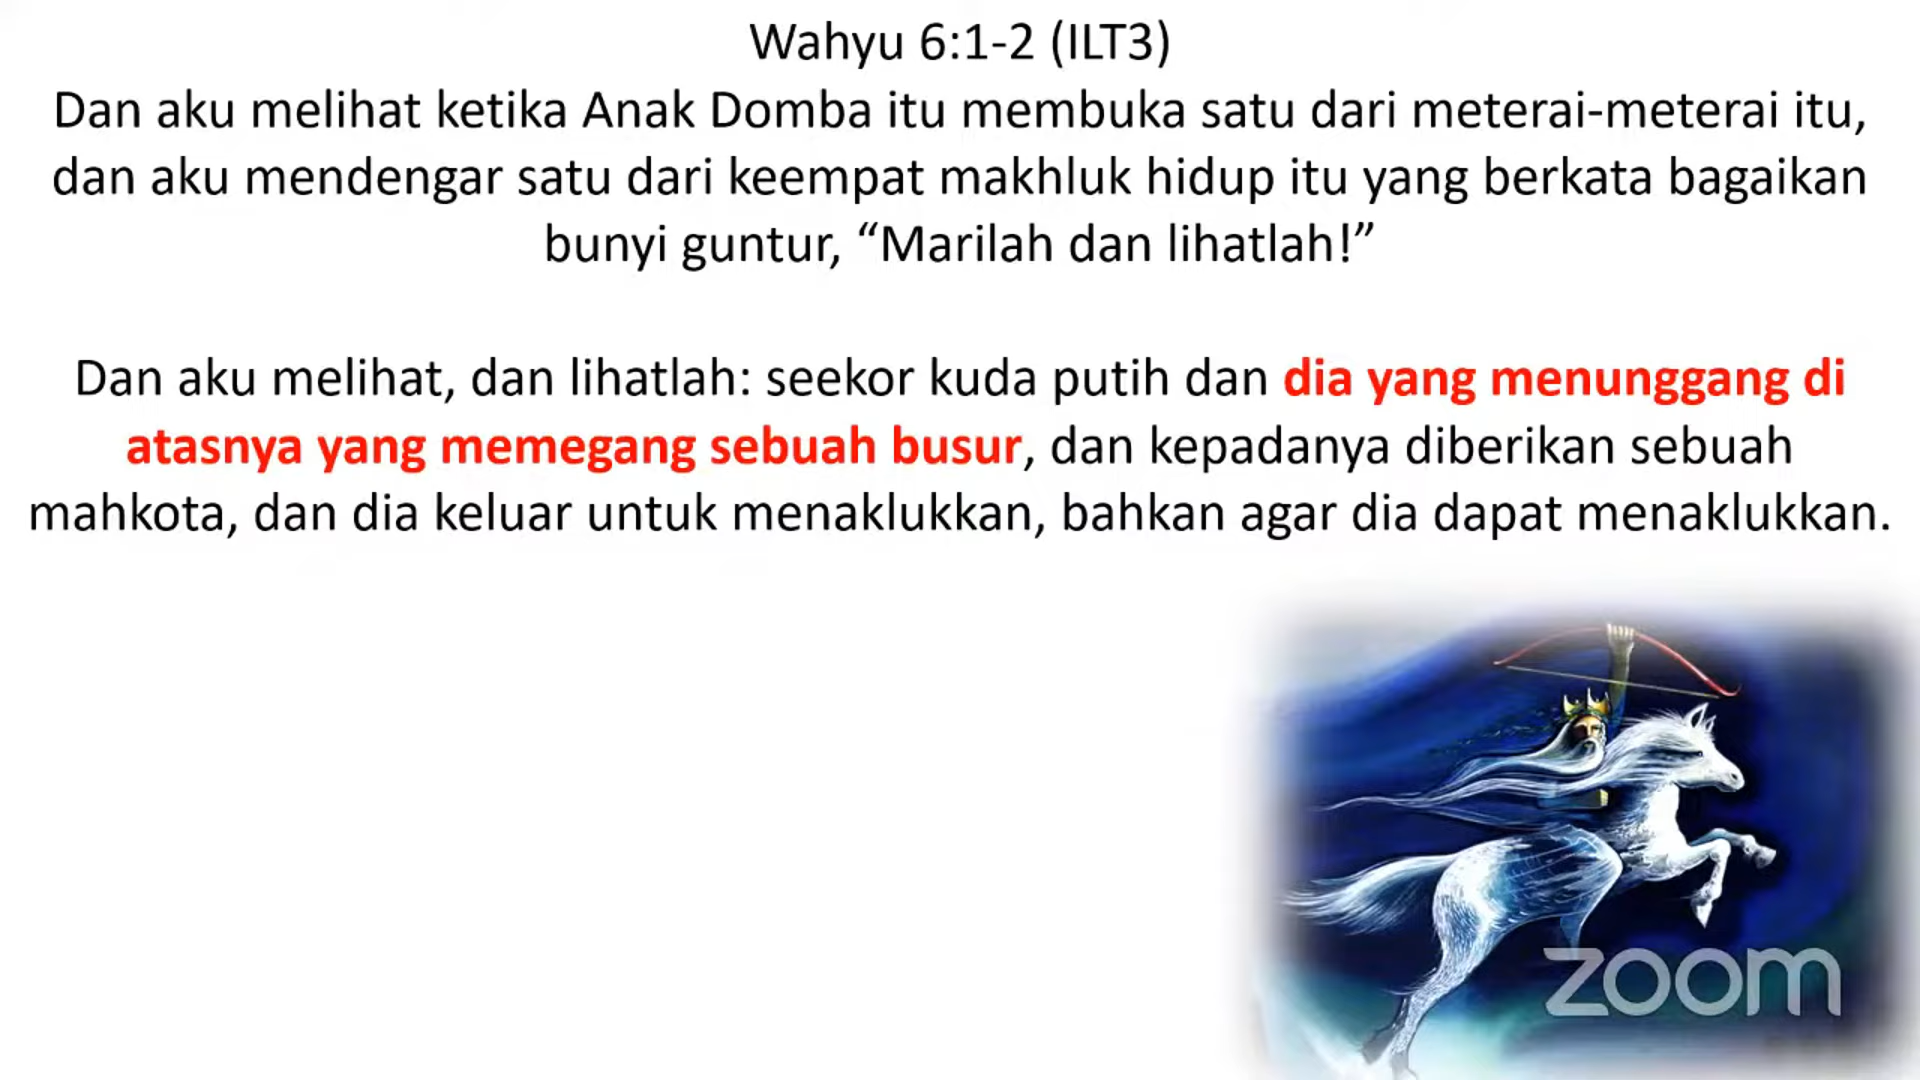 Wahyu 6:1-2 (ILT3)
Dan aku melihat ketika Anak Domba itu membuka satu dari meterai-meterai itu,
dan aku mendengar satu dari keempat makhluk hidup itu yang berkata bagaikan
bunyi guntur, “Marilah dan lihatlah!”
Dan aku melihat, dan lihatlah: seekor kuda putih dan dia yang menunggang di
atasnya yang memegang sebuah busur, dan kepadanya diberikan sebuah
mahkota, dan dia keluar untuk menaklukkan, bahkan agar dia dapat menaklukkan.
zoom